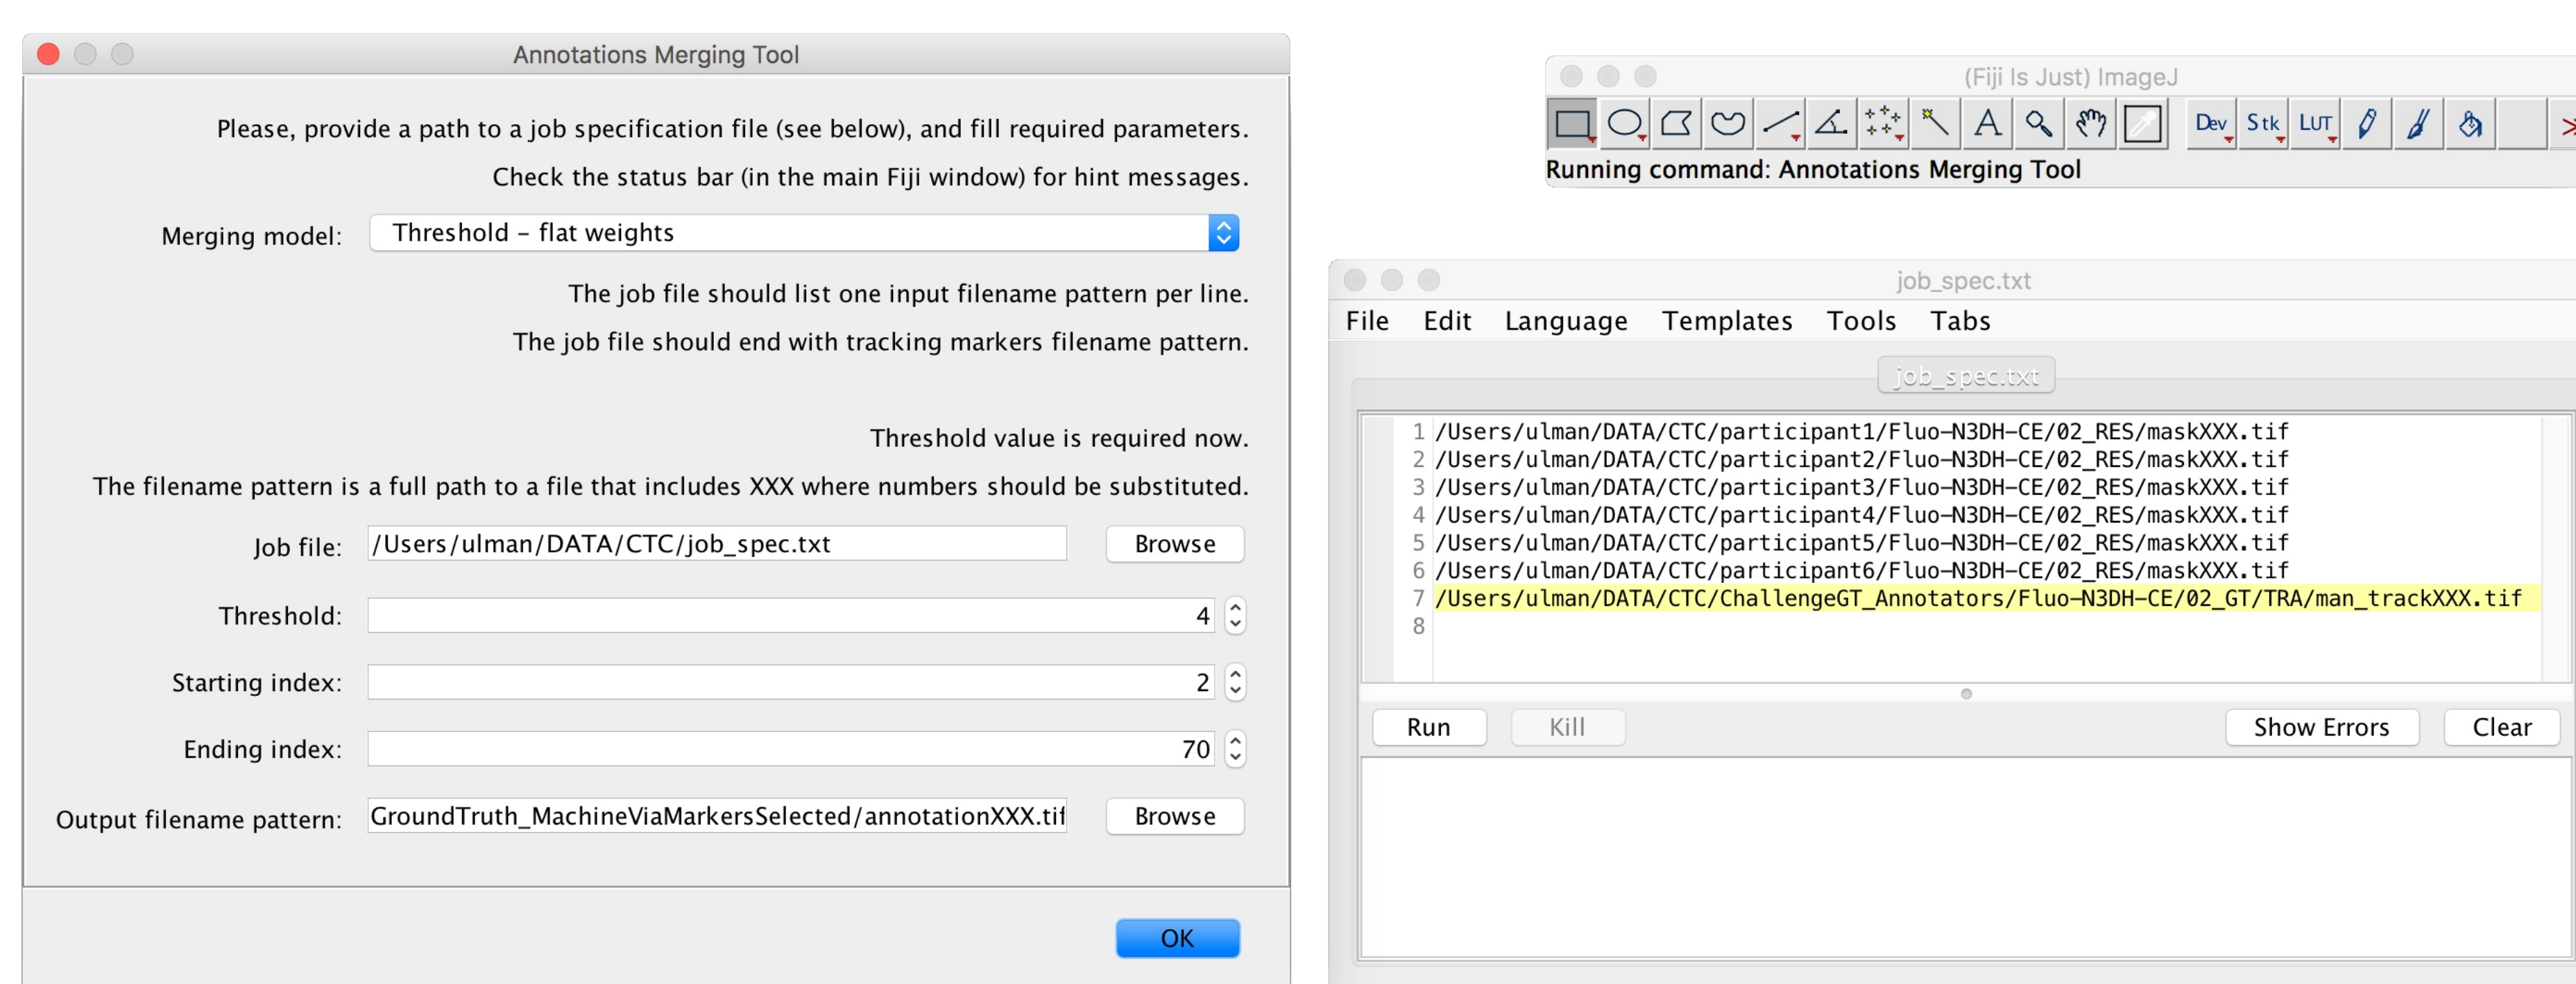 Annotations Merging Tool
Please, provide a path to a job specification file (see below), and fill required parameters.
Check the status bar (in the main Fiji window) for hint messages.
Merging model: Threshold – flat weights
The job file should list one input filename pattern per line.
The job file should end with tracking markers filename pattern.
Threshold value is required now.
The filename pattern is a full path to a file that includes XXX where numbers should be substituted.
Job file: /Users/ulman/DATA/CTC/job_spec.txt Browse
Threshold: 4
Starting index: 2
Ending index: 70
Output filename pattern: GroundTruth_MachineViaMarkersSelected/annotationXXX.tif Browse
OK
(Fiji Is Just) ImageJ
A Dev Stk LUT
Running command: Annotations Merging Tool
job_spec.txt
File Edit Language Templates Tools Tabs
job_spec.txt
1 /Users/ulman/DATA/CTC/participant1/Fluo-N3DH-CE/02_RES/maskXXX.tif
2 /Users/ulman/DATA/CTC/participant2/Fluo-N3DH-CE/02_RES/maskXXX.tif
3 /Users/ulman/DATA/CTC/participant3/Fluo-N3DH-CE/02_RES/maskXXX.tif
4 /Users/ulman/DATA/CTC/participant4/Fluo-N3DH-CE/02_RES/maskXXX.tif
5 /Users/ulman/DATA/CTC/participant5/Fluo-N3DH-CE/02_RES/maskXXX.tif
6 /Users/ulman/DATA/CTC/participant6/Fluo-N3DH-CE/02_RES/maskXXX.tif
7 /Users/ulman/DATA/CTC/ChallengeGT_Annotators/Fluo-N3DH-CE/02_GT/TRA/man_trackXXX.tif
8
Run Kill Show Errors Clear